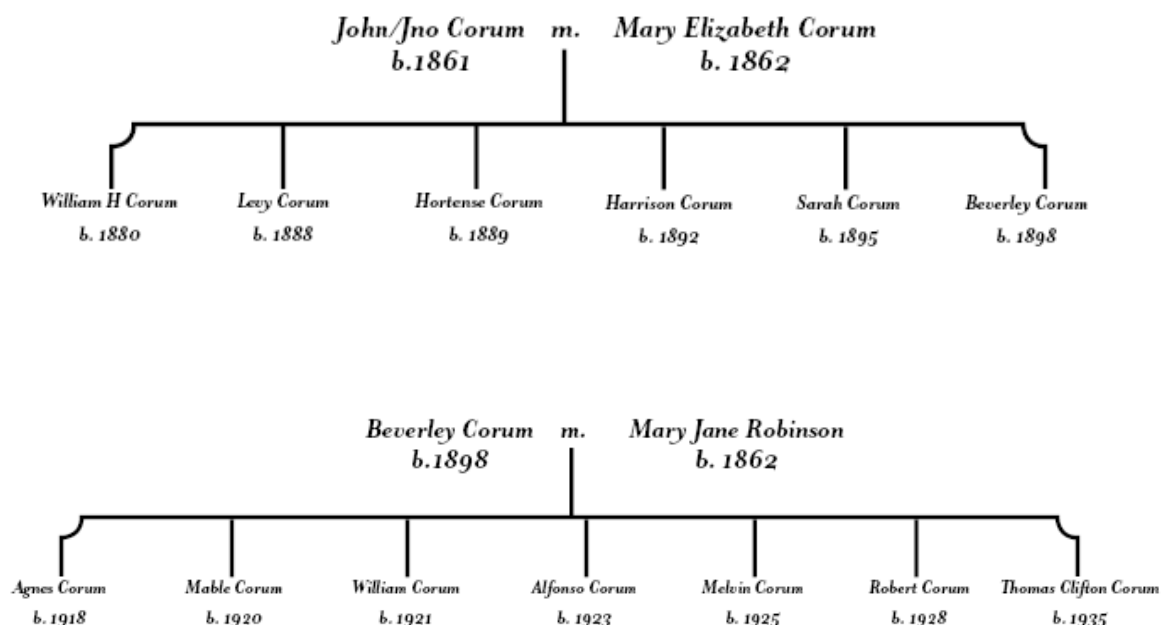 John/Jno Corum m. Mary Elizabeth Corum
b.1861 b. 1862
William H Corum Levy Corum Hortense Corum Harrison Corum Sarah Corum Beverley Corum
b. 1880 b. 1888 b. 1889 b. 1892 b. 1895 b. 1898
Beverley Corum m. Mary Jane Robinson
b.1898 b. 1862
Agnes Corum Mable Corum William Corum Alfonso Corum Melvin Corum Robert Corum Thomas Clifton Corum
b. 1918 b. 1920 b. 1921 b. 1923 b. 1925 b. 1928 b. 1935